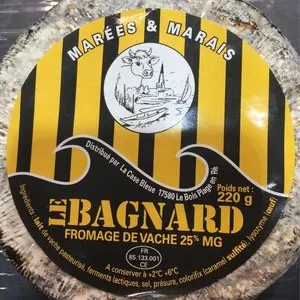 MARÉES & MARAIS
Distribué par La Case Bleue 17580 Le Bois Plage en Ré
Poids net :
220 g
LE BAGNARD
FROMAGE DE VACHE 25% MG
FR
85.133.001
CE
A conserver à +2°C +6°C
Ingrédients : lait de vache pasteurisé, ferments lactiques, sel, présure, colorifix (caramel sulfité), lysozyme (œuf)